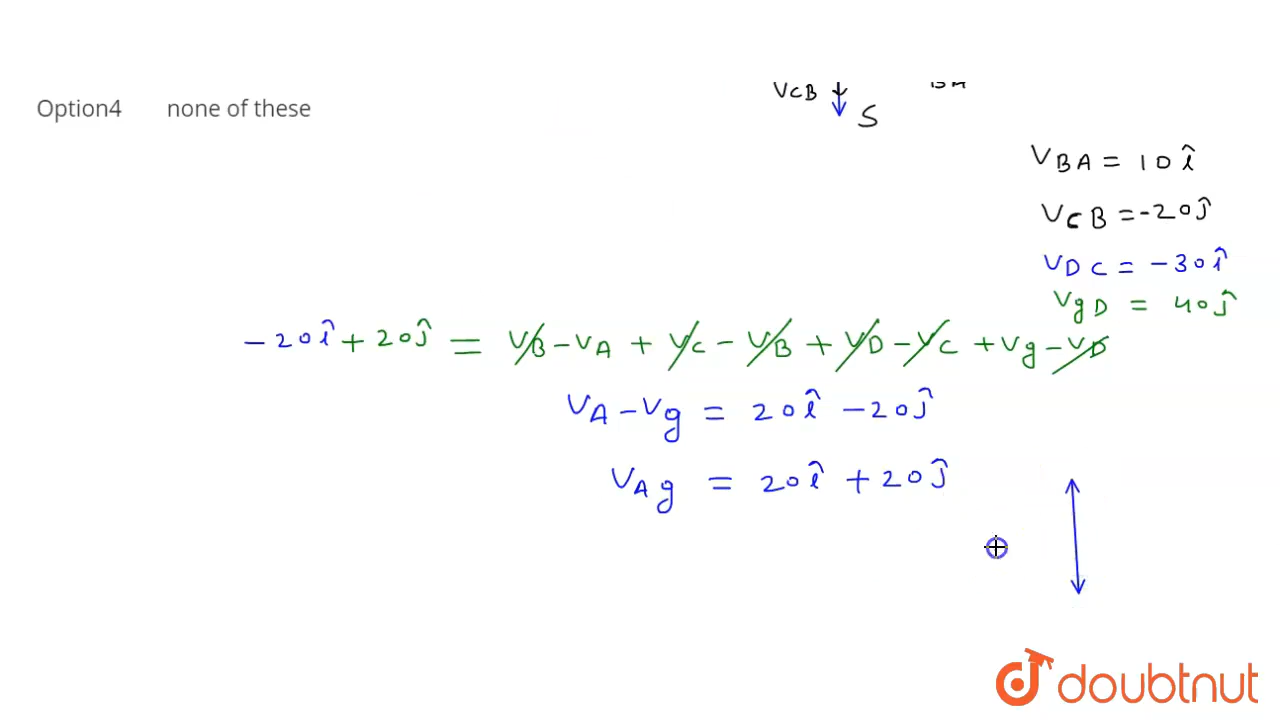 Option4 none of these
VCB S
VBA = 10î
VCB = -20ĵ
VDC = -30î
VgD = 40ĵ
-20î + 20ĵ = VB - VA + VC - VB + VD - VC + Vg - VD
VA - Vg = 20î - 20ĵ
VAg = 20î + 20ĵ
doubtnut